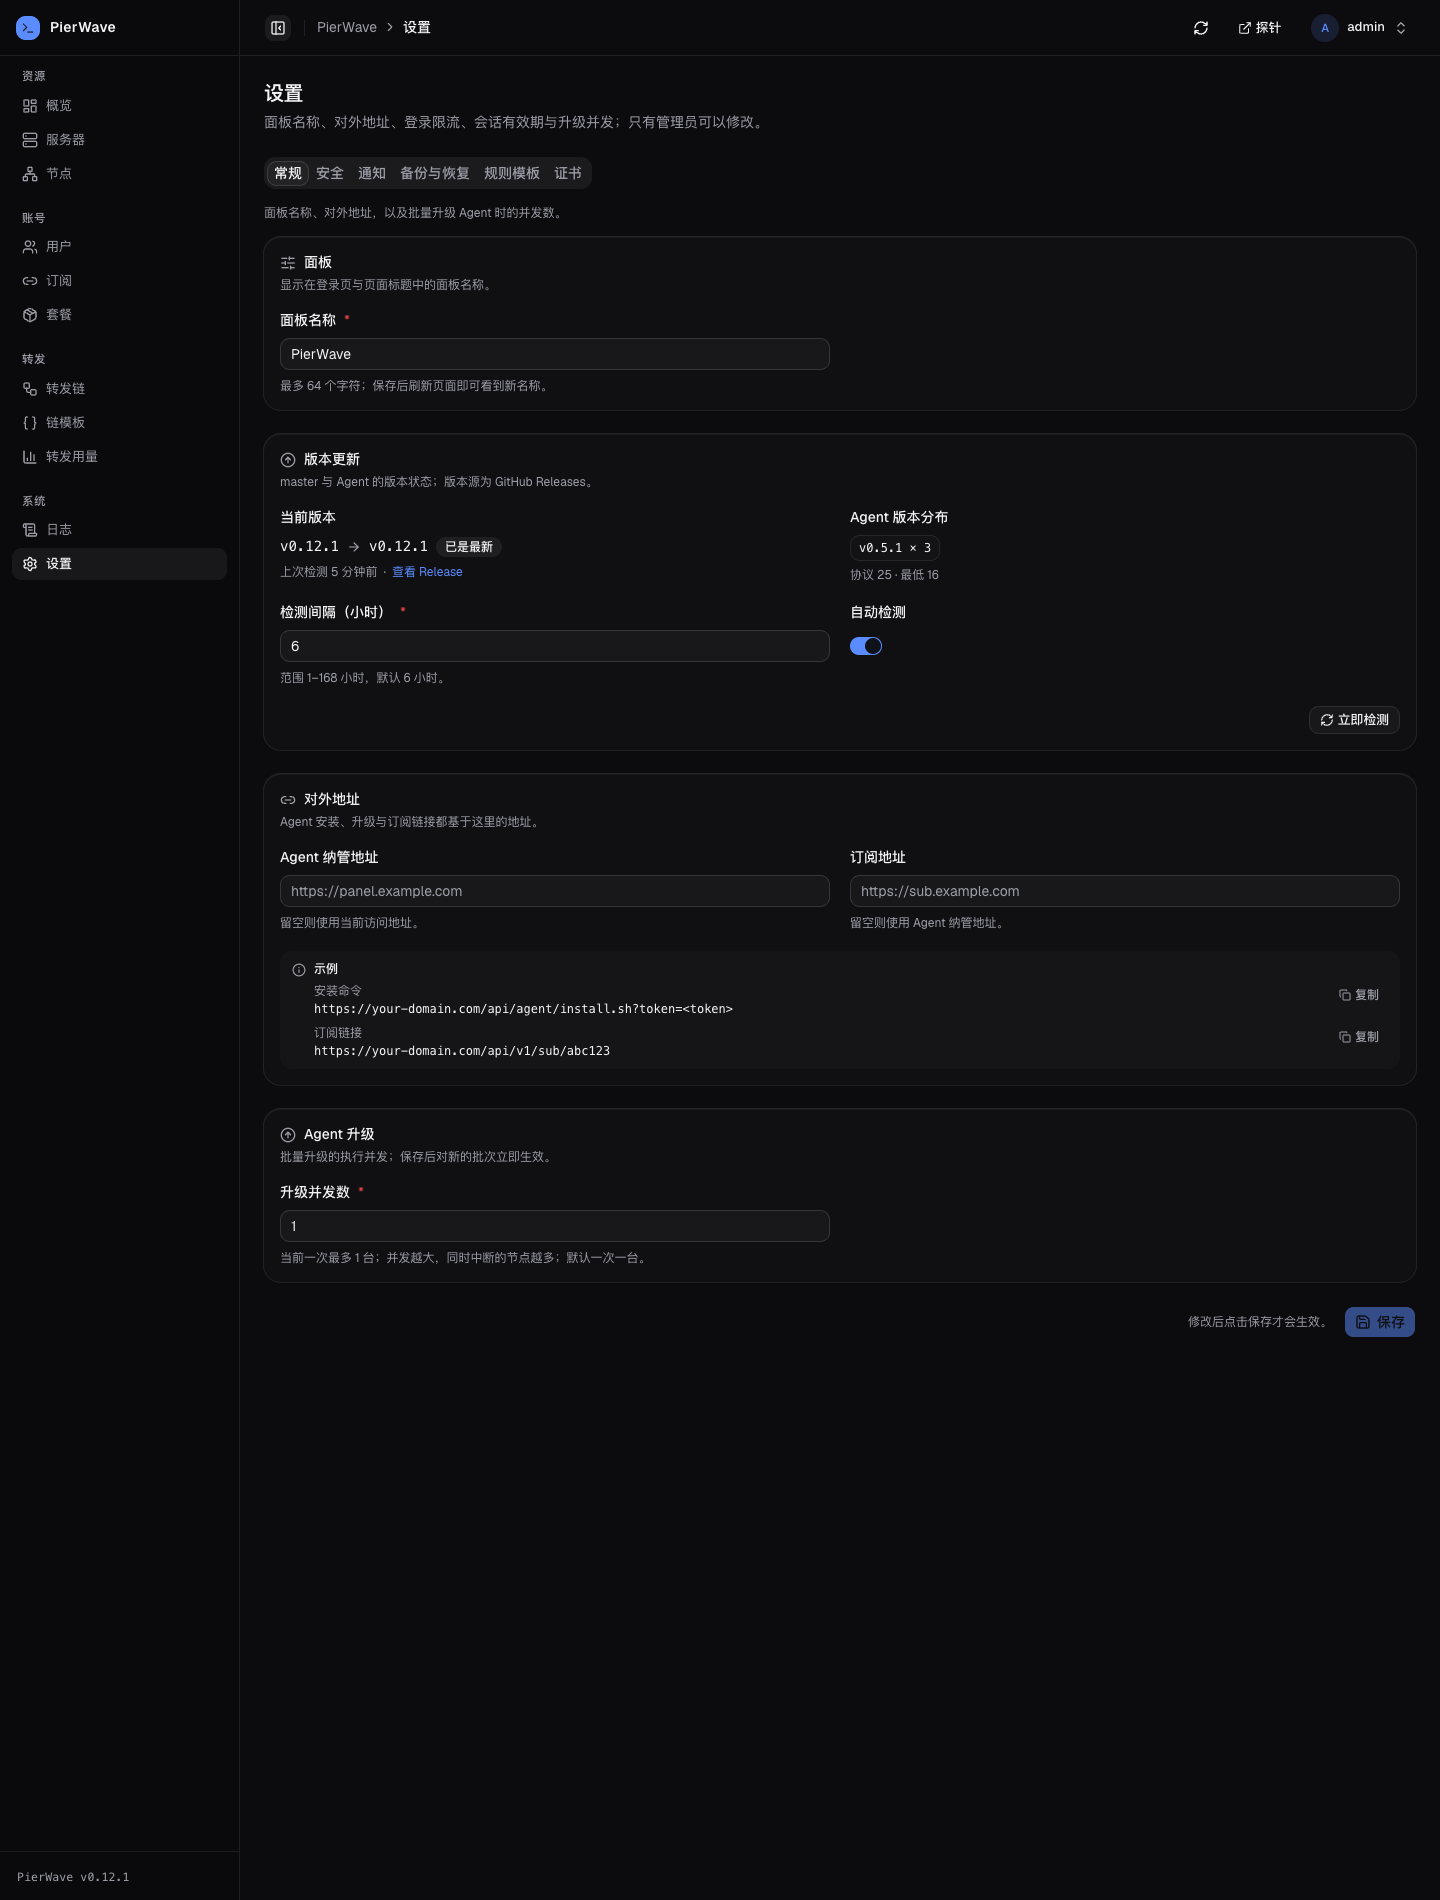 PierWave
PierWave > 设置
探针
A admin
资源
概览
服务器
节点
账号
用户
订阅
套餐
转发
转发链
链模板
转发用量
系统
日志
设置
PierWave v0.12.1
设置
面板名称、对外地址、登录限流、会话有效期与升级并发；只有管理员可以修改。
常规 安全 通知 备份与恢复 规则模板 证书
面板名称、对外地址，以及批量升级 Agent 时的并发数。
面板
显示在登录页与页面标题中的面板名称。
面板名称 *
PierWave
最多 64 个字符；保存后刷新页面即可看到新名称。
版本更新
master 与 Agent 的版本状态；版本源为 GitHub Releases。
当前版本
v0.12.1 → v0.12.1 已是最新
上次检测 5 分钟前 · 查看 Release
Agent 版本分布
v0.5.1 × 3
协议 25 · 最低 16
检测间隔（小时） *
6
范围 1–168 小时，默认 6 小时。
自动检测
立即检测
对外地址
Agent 安装、升级与订阅链接都基于这里的地址。
Agent 纳管地址
https://panel.example.com
留空则使用当前访问地址。
订阅地址
https://sub.example.com
留空则使用 Agent 纳管地址。
示例
安装命令
https://your-domain.com/api/agent/install.sh?token=<token>
复制
订阅链接
https://your-domain.com/api/v1/sub/abc123
复制
Agent 升级
批量升级的执行并发；保存后对新的批次立即生效。
升级并发数 *
1
当前一次最多 1 台；并发越大，同时中断的节点越多；默认一次一台。
修改后点击保存才会生效。
保存